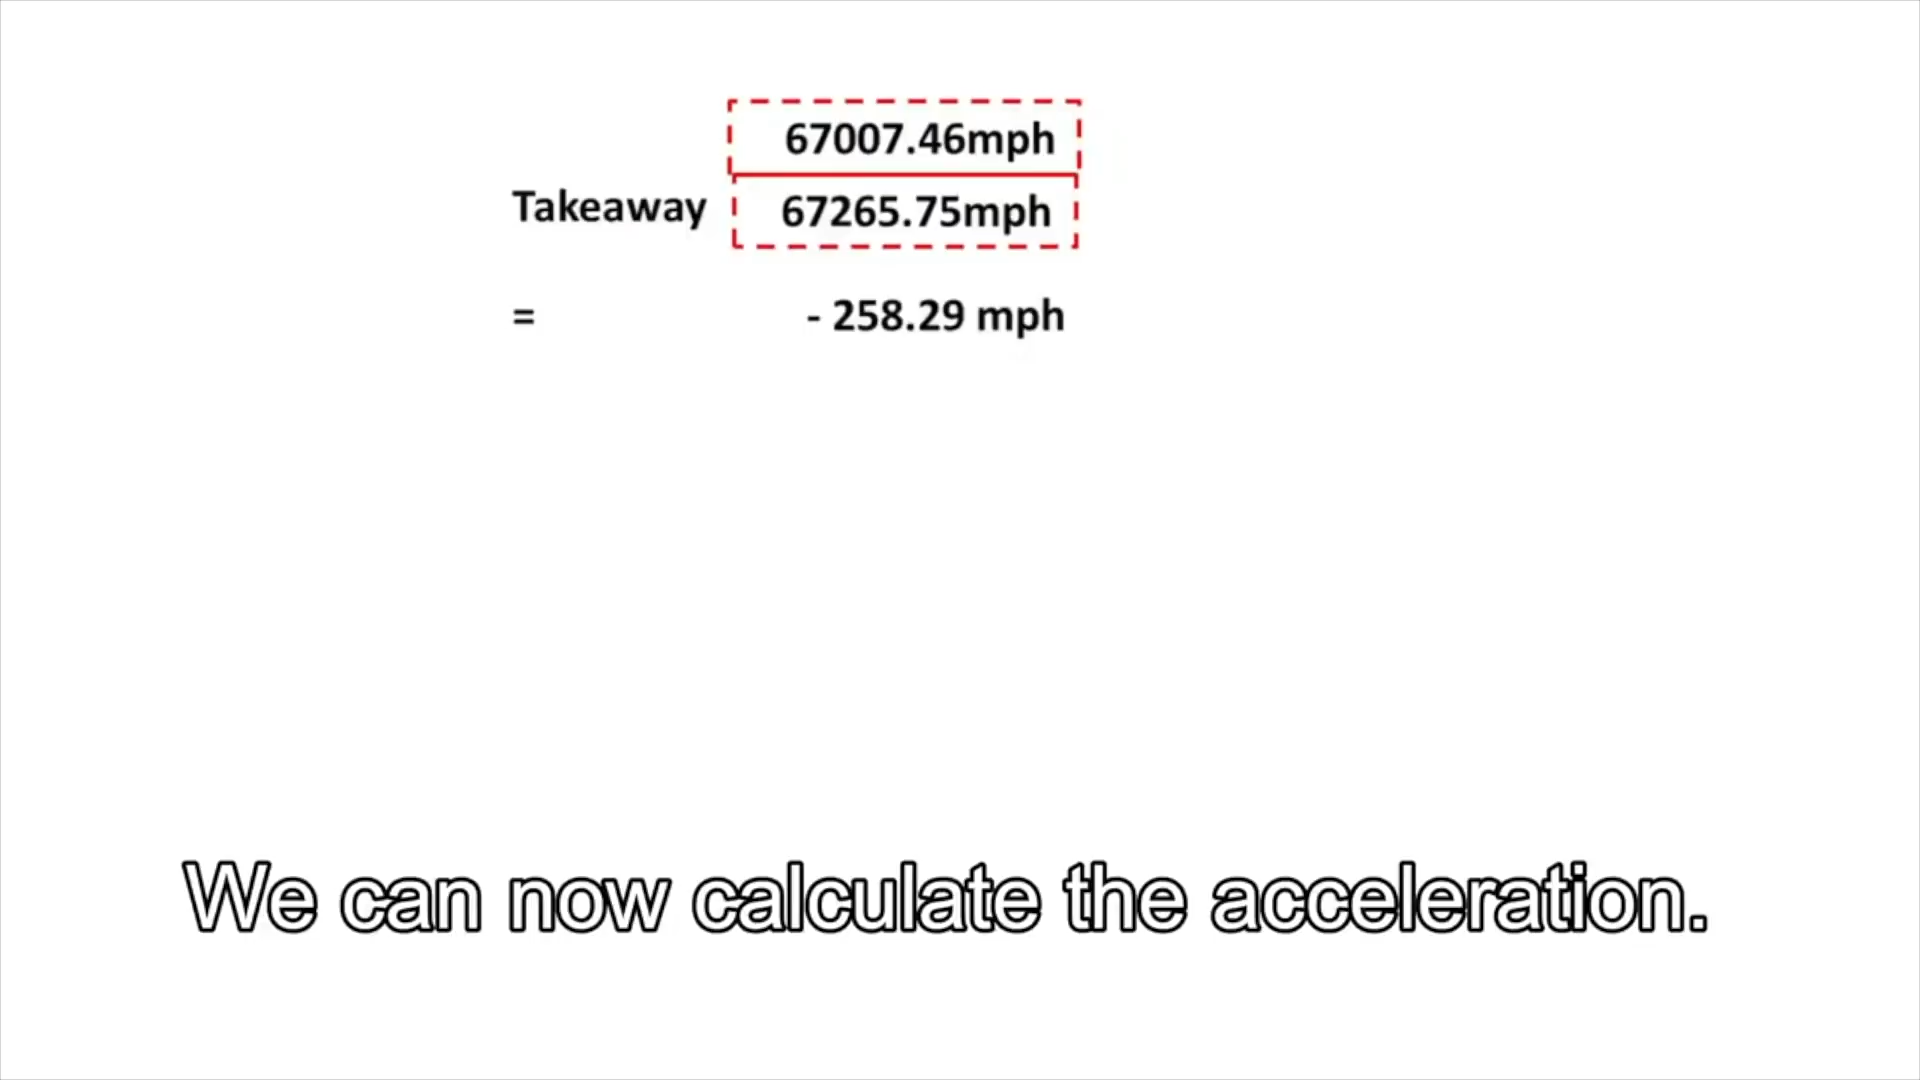 67007.46mph
Takeaway 67265.75mph
= - 258.29 mph
We can now calculate the acceleration.